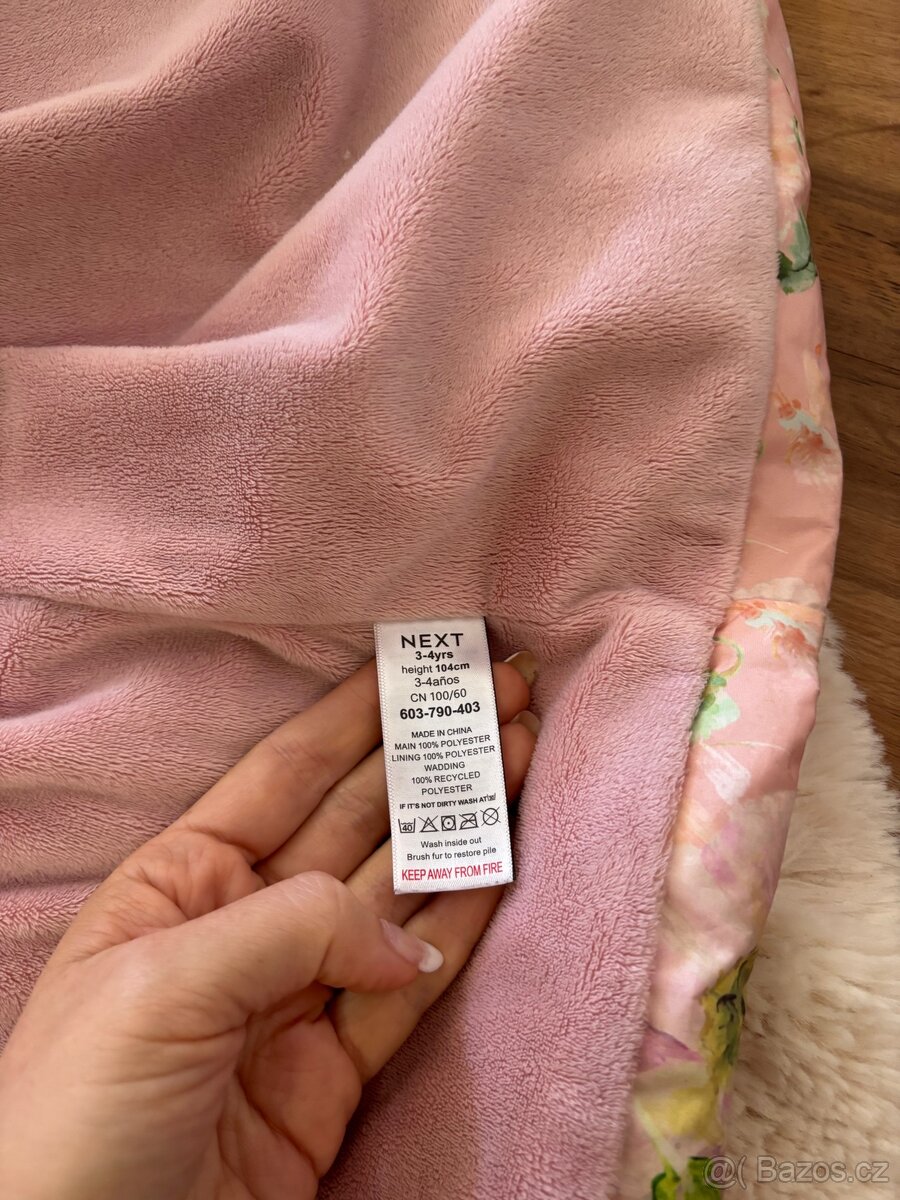 NEXT
3-4yrs
height 104cm
3-4años
CN 100/60
603-790-403
MADE IN CHINA
MAIN 100% POLYESTER
LINING 100% POLYESTER
WADDING
100% RECYCLED
POLYESTER
IF IT'S NOT DIRTY WASH AT 30
40
Wash inside out
Brush fur to restore pile
KEEP AWAY FROM FIRE
@( Bazos.cz